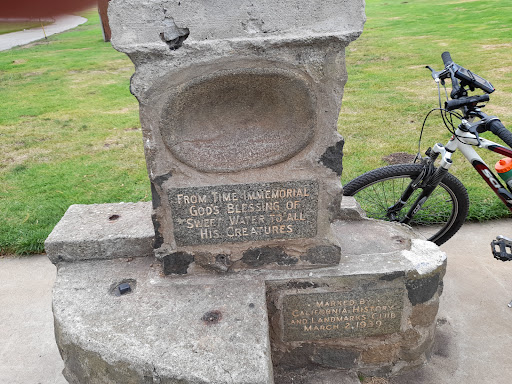 FROM TIME IMMEMORIAL
GODS BLESSING OF
SWEET WATER TO ALL
HIS CREATURES
MARKED BY
CALIFORNIA HISTORY
AND LANDMARKS CLUB
MARCH 2, 1939